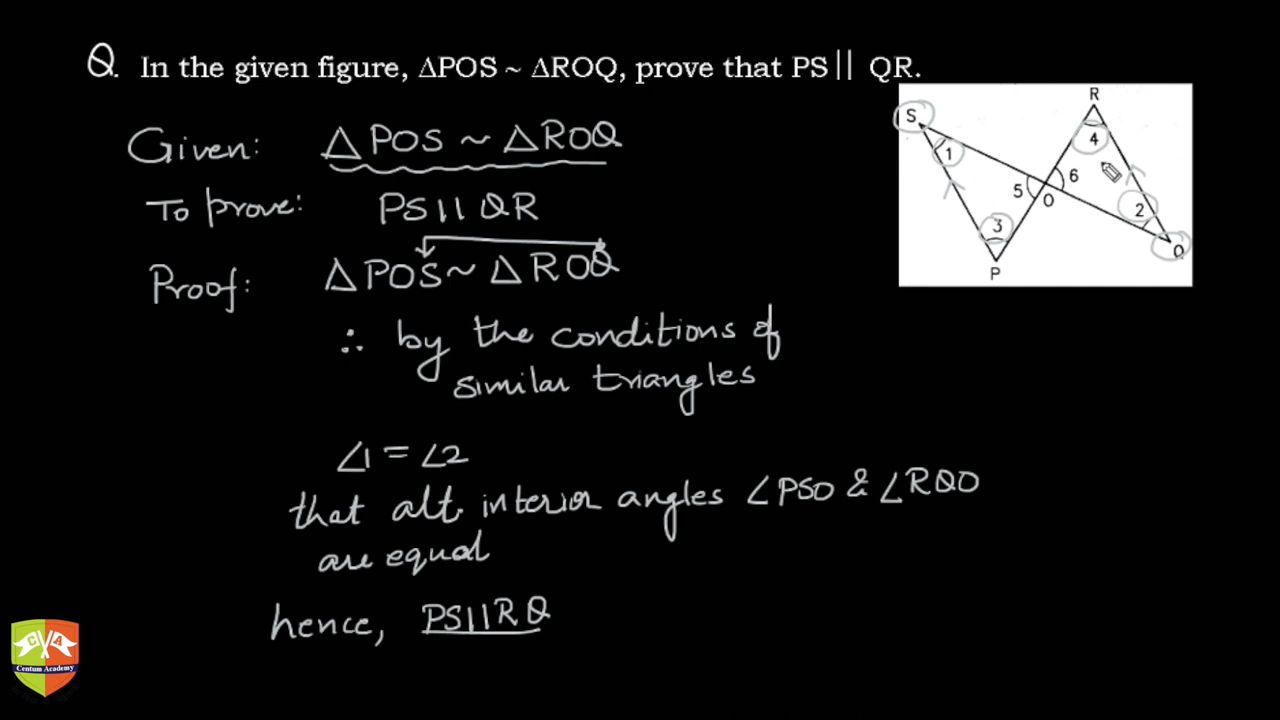 Q. In the given figure, ΔPOS ~ ΔROQ, prove that PS || QR.
Given: ΔPOS ~ ΔROQ
To prove: PS || QR
Proof: ΔPOS ~ ΔROQ
∴ by the conditions of
similar triangles
∠1 = ∠2
that alt. interior angles ∠PSO & ∠RQO
are equal
hence, PS || RQ
R
S
4
1
6
5
O
2
3
Q
P
C A
Centum Academy